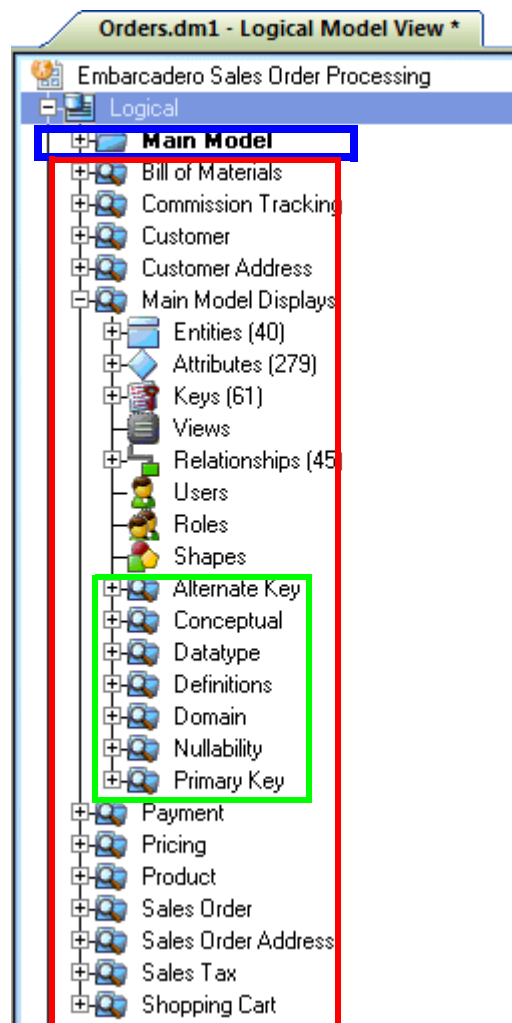 Orders.dm1 - Logical Model View *
Embarcadero Sales Order Processing
Logical
Main Model
Bill of Materials
Commission Tracking
Customer
Customer Address
Main Model Displays
Entities (40)
Attributes (279)
Keys (61)
Views
Relationships (45)
Users
Roles
Shapes
Alternate Key
Conceptual
Datatype
Definitions
Domain
Nullability
Primary Key
Payment
Pricing
Product
Sales Order
Sales Order Address
Sales Tax
Shopping Cart